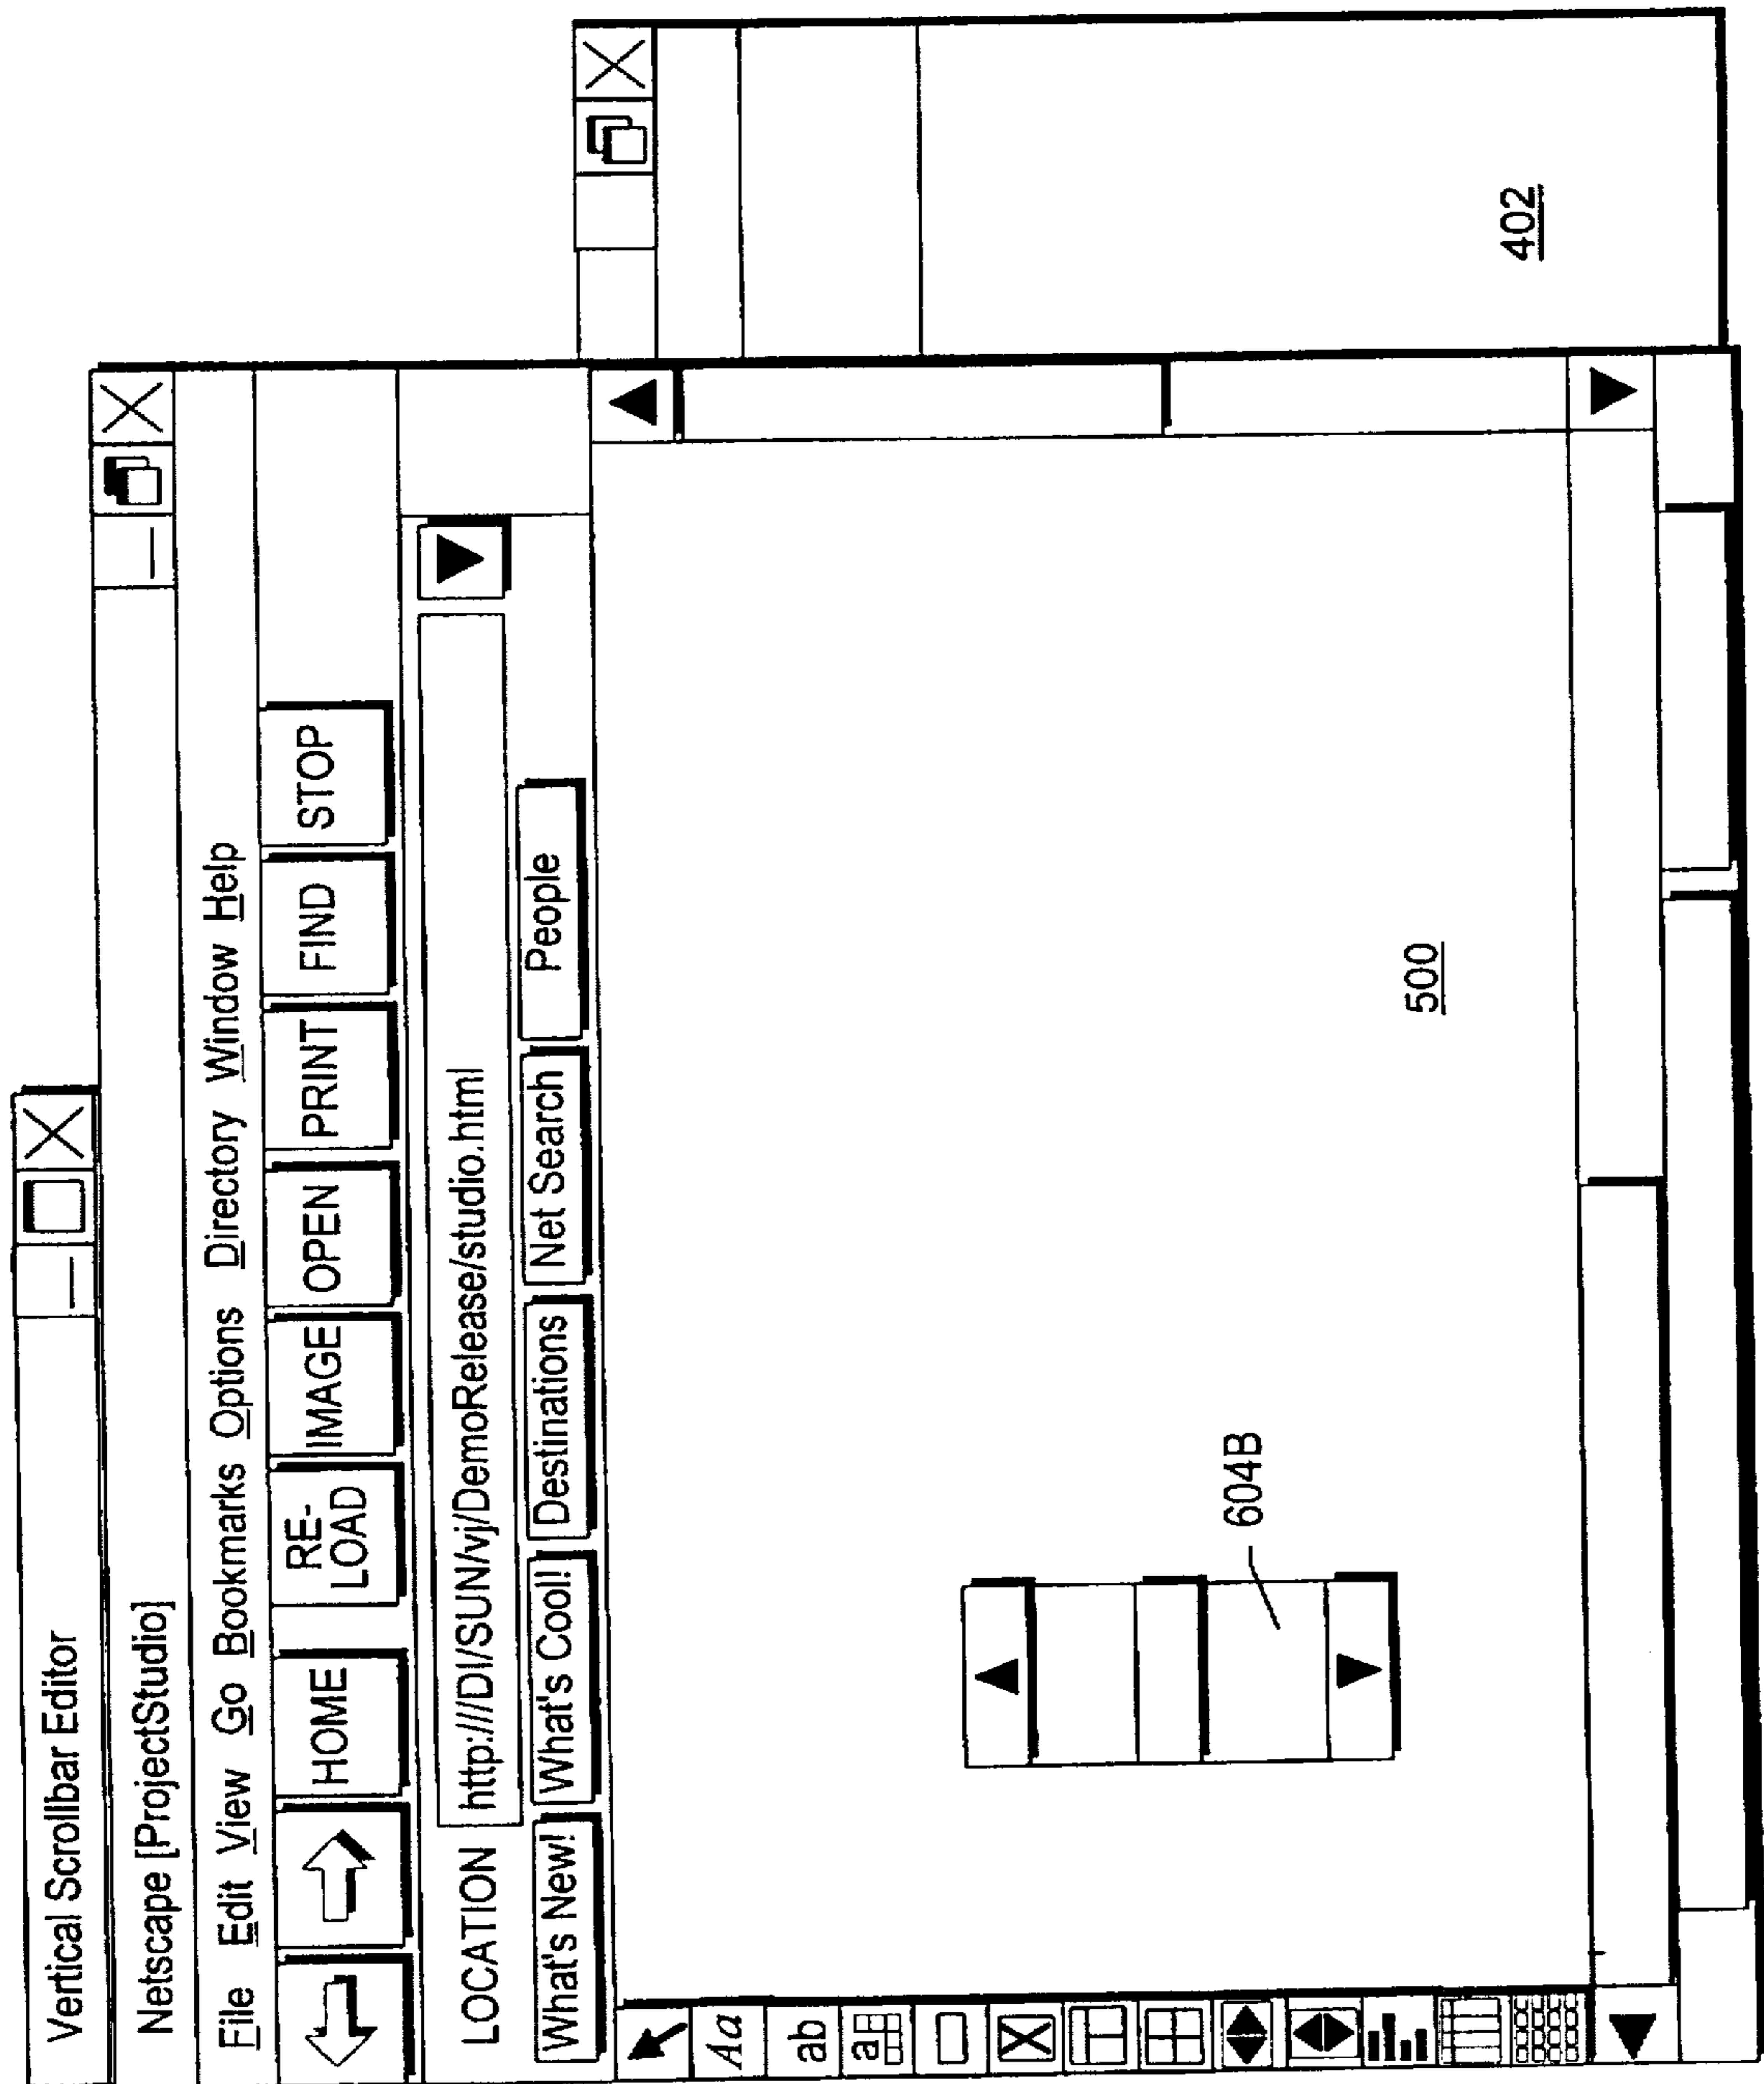 Vertical Scrollbar Editor
Netscape [ProjectStudio]
File Edit View Go Bookmarks Options Directory Window Help
HOME RE-
LOAD IMAGE OPEN PRINT FIND STOP
LOCATION http:///DI/SUN/vj/DemoRelease/studio.html
What's New! What's Cool! Destinations Net Search People
Aa
ab
a
604B
500
402